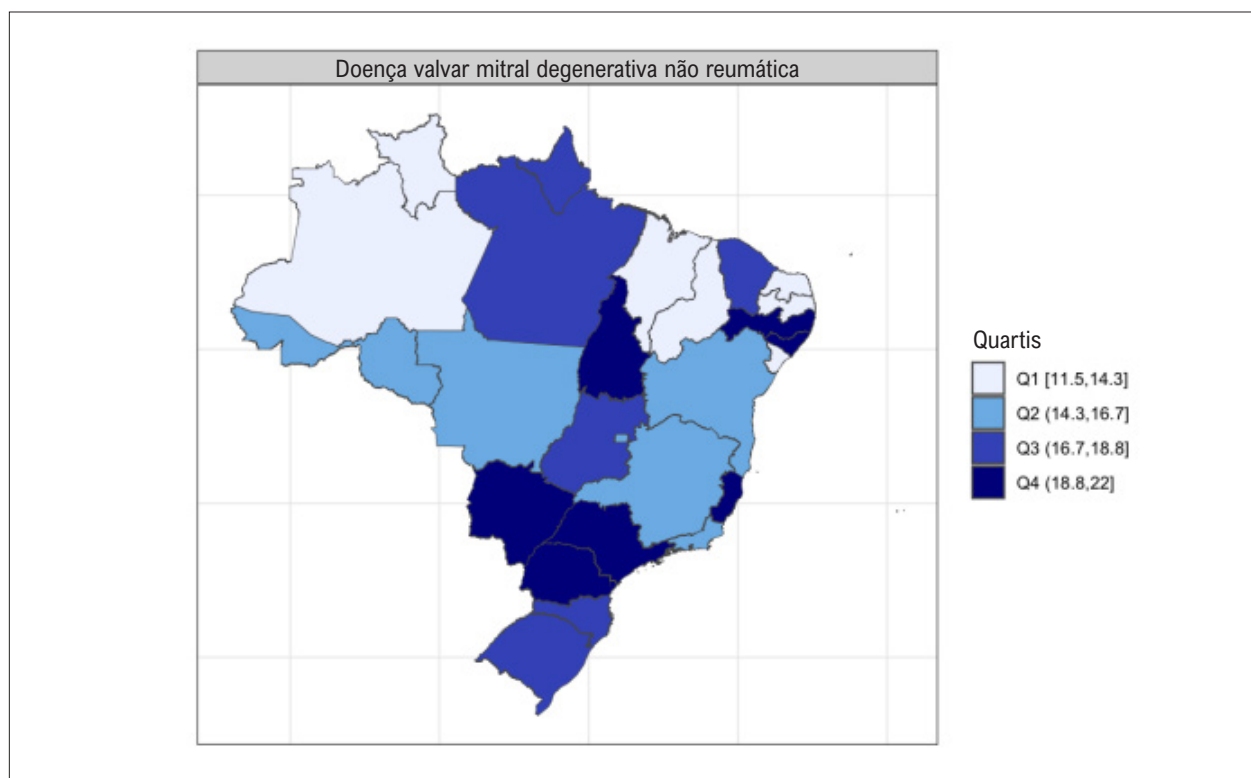 Doença valvar mitral degenerativa não reumática
Quartis
Q1 [11.5,14.3]
Q2 (14.3,16.7]
Q3 (16.7,18.8]
Q4 (18.8,22]